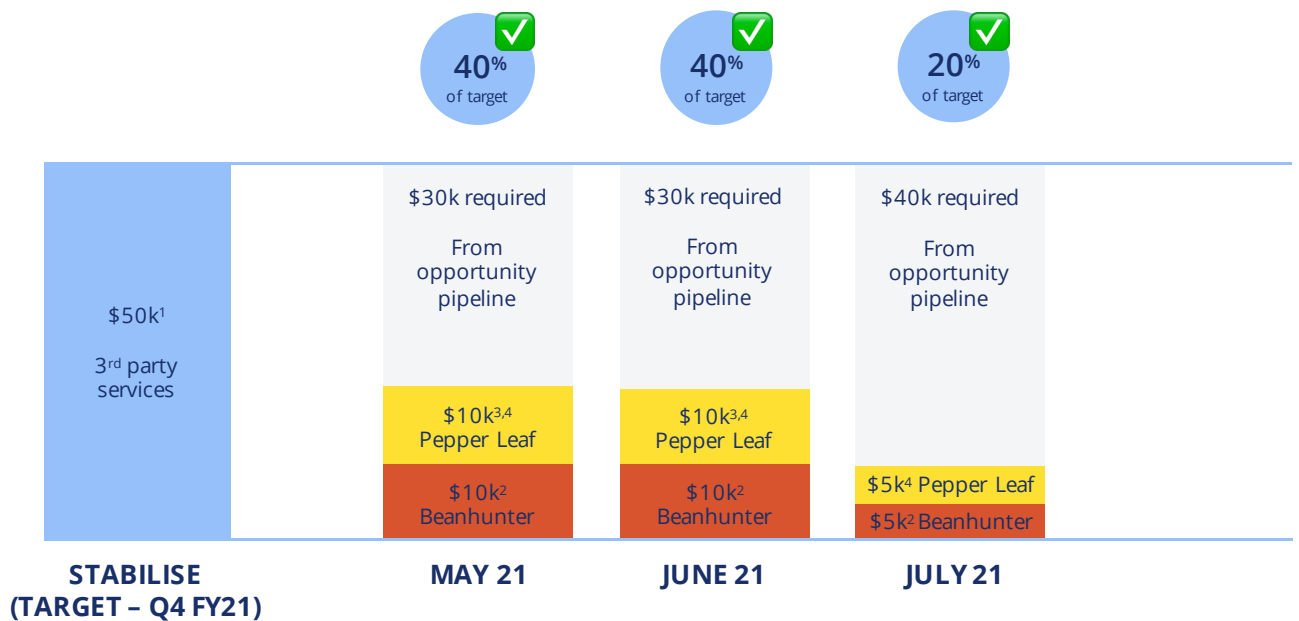 40%
of target
40%
of target
20%
of target
$50k1
3rd party
services
$30k required
From
opportunity
pipeline
$10k3,4
Pepper Leaf
$10k2
Beanhunter
$30k required
From
opportunity
pipeline
$10k3,4
Pepper Leaf
$10k2
Beanhunter
$40k required
From
opportunity
pipeline
$5k4 Pepper Leaf
$5k2 Beanhunter
STABILISE
(TARGET – Q4 FY21)
MAY 21
JUNE 21
JULY 21